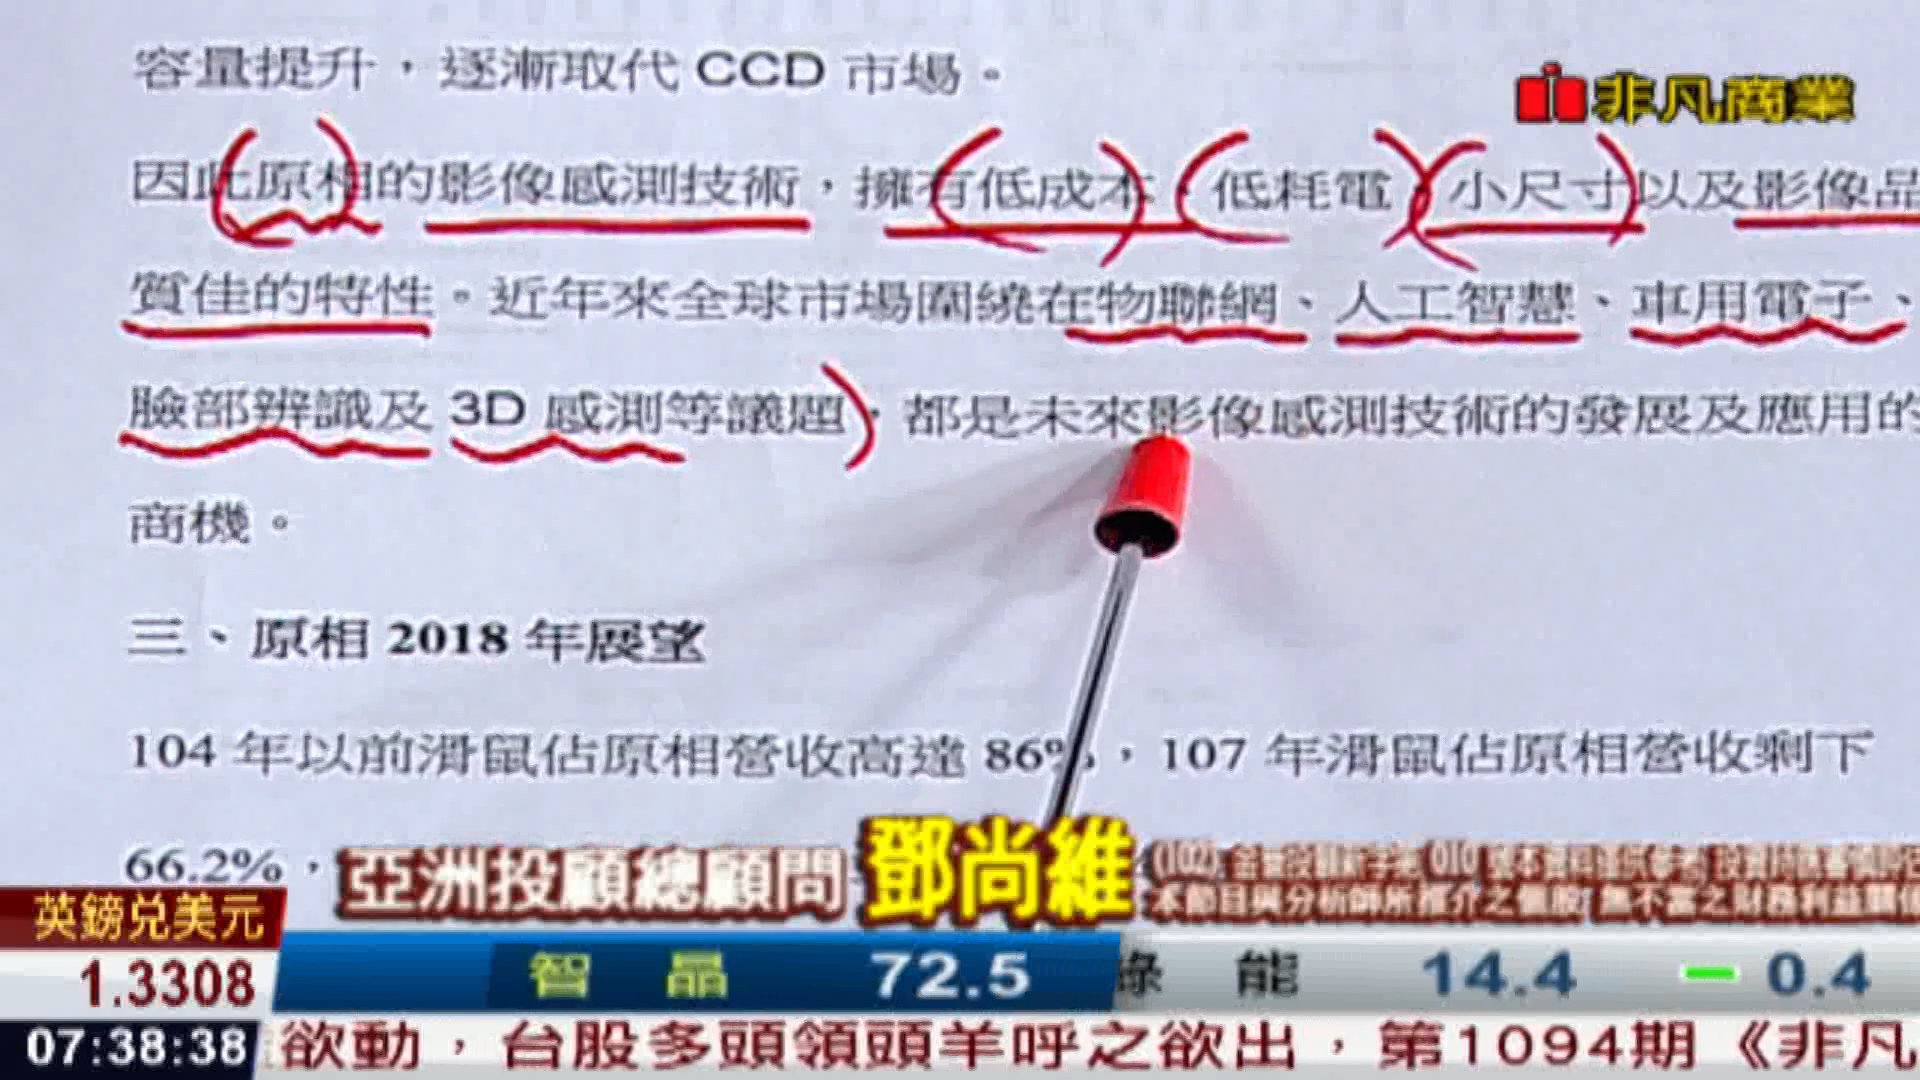 容量提升，逐漸取代 CCD 市場。
非凡商業
因此原相的影像感測技術，擁有低成本、低耗電、小尺寸以及影像品
質佳的特性。近年來全球市場圍繞在物聯網、人工智慧、車用電子、
臉部辨識及 3D 感測等議題，都是未來影像感測技術的發展及應用的
商機。
三、原相 2018 年展望
104 年以前滑鼠佔原相營收高達 86%，107 年滑鼠佔原相營收剩下
66.2%，
亞洲投顧總顧問 鄧尚維
本節目與分析師所推介之個股 無不當之財務利益關係
英鎊兌美元
1.3308
智晶 72.5 綠能 14.4 – 0.4
07:38:38
欲動，台股多頭領頭羊呼之欲出，第1094期《非凡